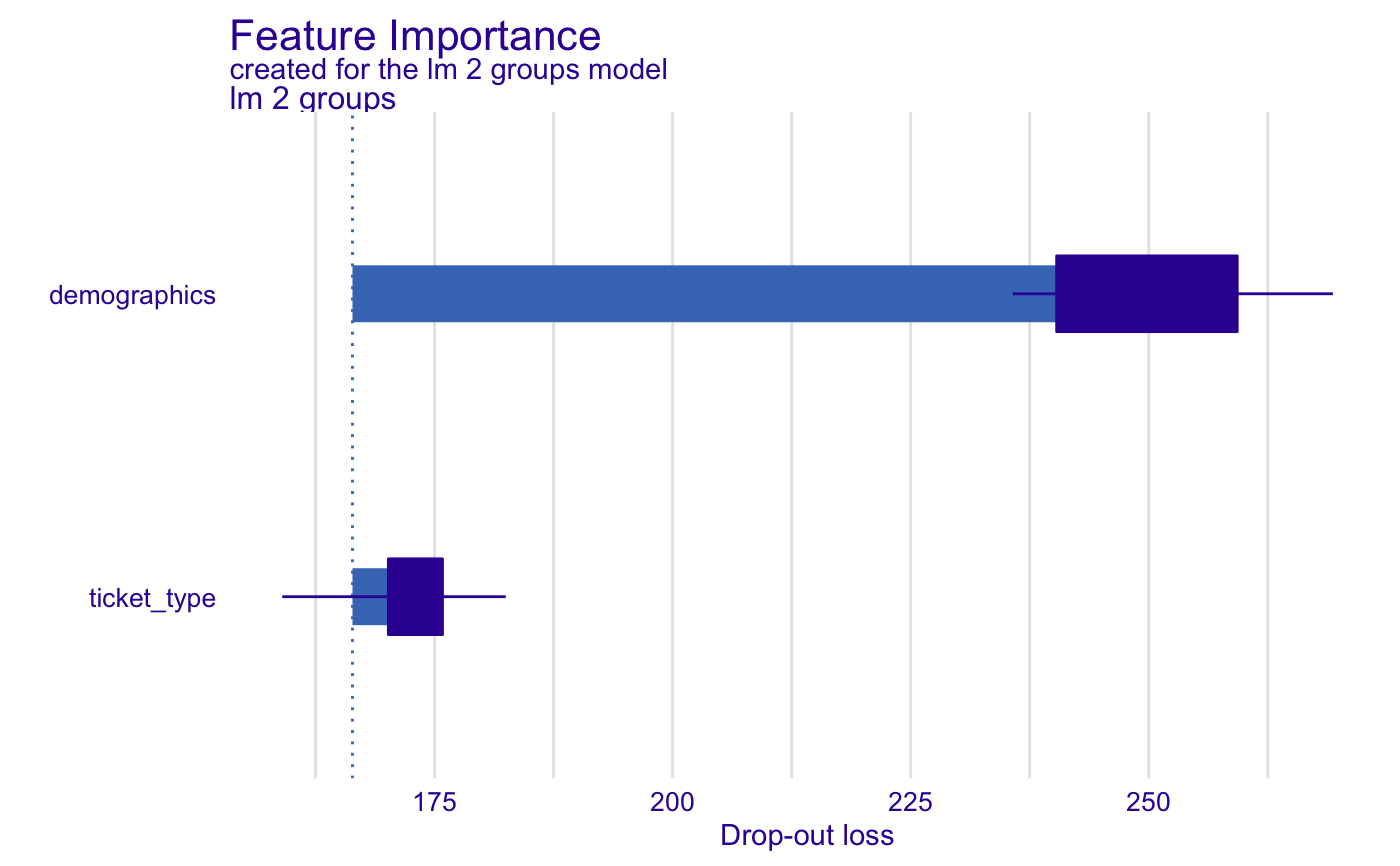 Feature Importance
created for the lm 2 groups model
lm 2 groups
demographics
ticket_type
175 200 225 250
Drop-out loss